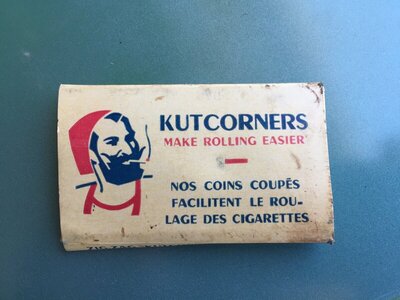 KUTCORNERS
MAKE ROLLING EASIER
NOS COINS COUPÉS
FACILITENT LE ROU-
LAGE DES CIGARETTES